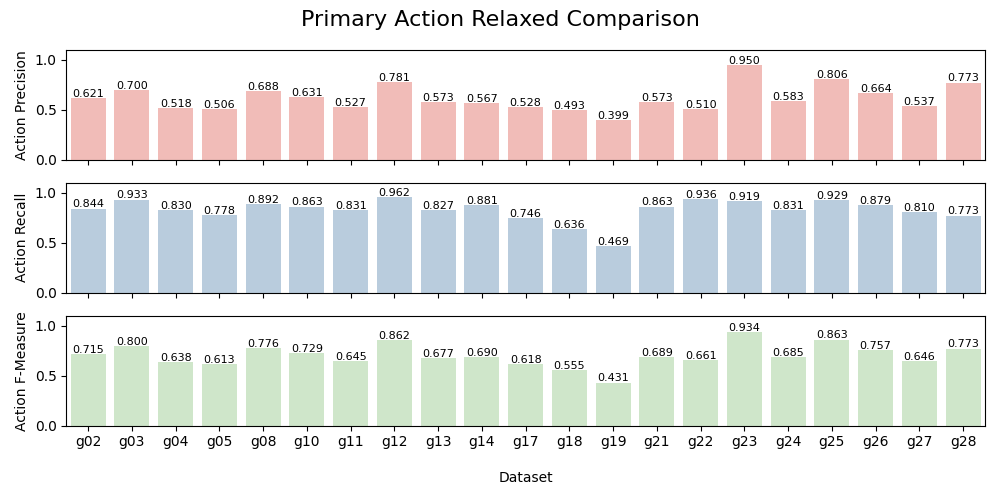 Primary Action Relaxed Comparison
Action Precision
1.0
0.5
0.0
0.621 0.700 0.518 0.506 0.688 0.631 0.527 0.781 0.573 0.567 0.528 0.493 0.399 0.573 0.510 0.950 0.583 0.806 0.664 0.537 0.773
Action Recall
1.0
0.5
0.0
0.844 0.933 0.830 0.778 0.892 0.863 0.831 0.962 0.827 0.881 0.746 0.636 0.469 0.863 0.936 0.919 0.831 0.929 0.879 0.810 0.773
Action F-Measure
1.0
0.5
0.0
0.715 0.800 0.638 0.613 0.776 0.729 0.645 0.862 0.677 0.690 0.618 0.555 0.431 0.689 0.661 0.934 0.685 0.863 0.757 0.646 0.773
g02 g03 g04 g05 g08 g10 g11 g12 g13 g14 g17 g18 g19 g21 g22 g23 g24 g25 g26 g27 g28
Dataset